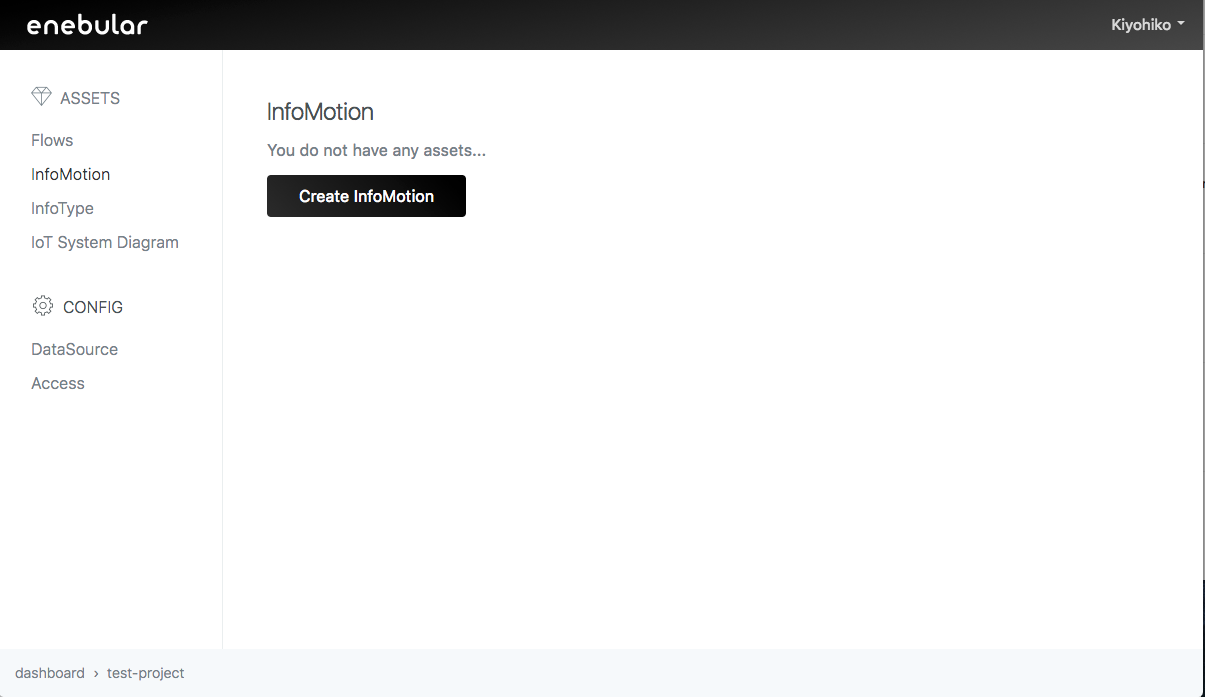 enebular
Kiyohiko
ASSETS
Flows
InfoMotion
InfoType
IoT System Diagram
CONFIG
DataSource
Access
InfoMotion
You do not have any assets...
Create InfoMotion
dashboard › test-project